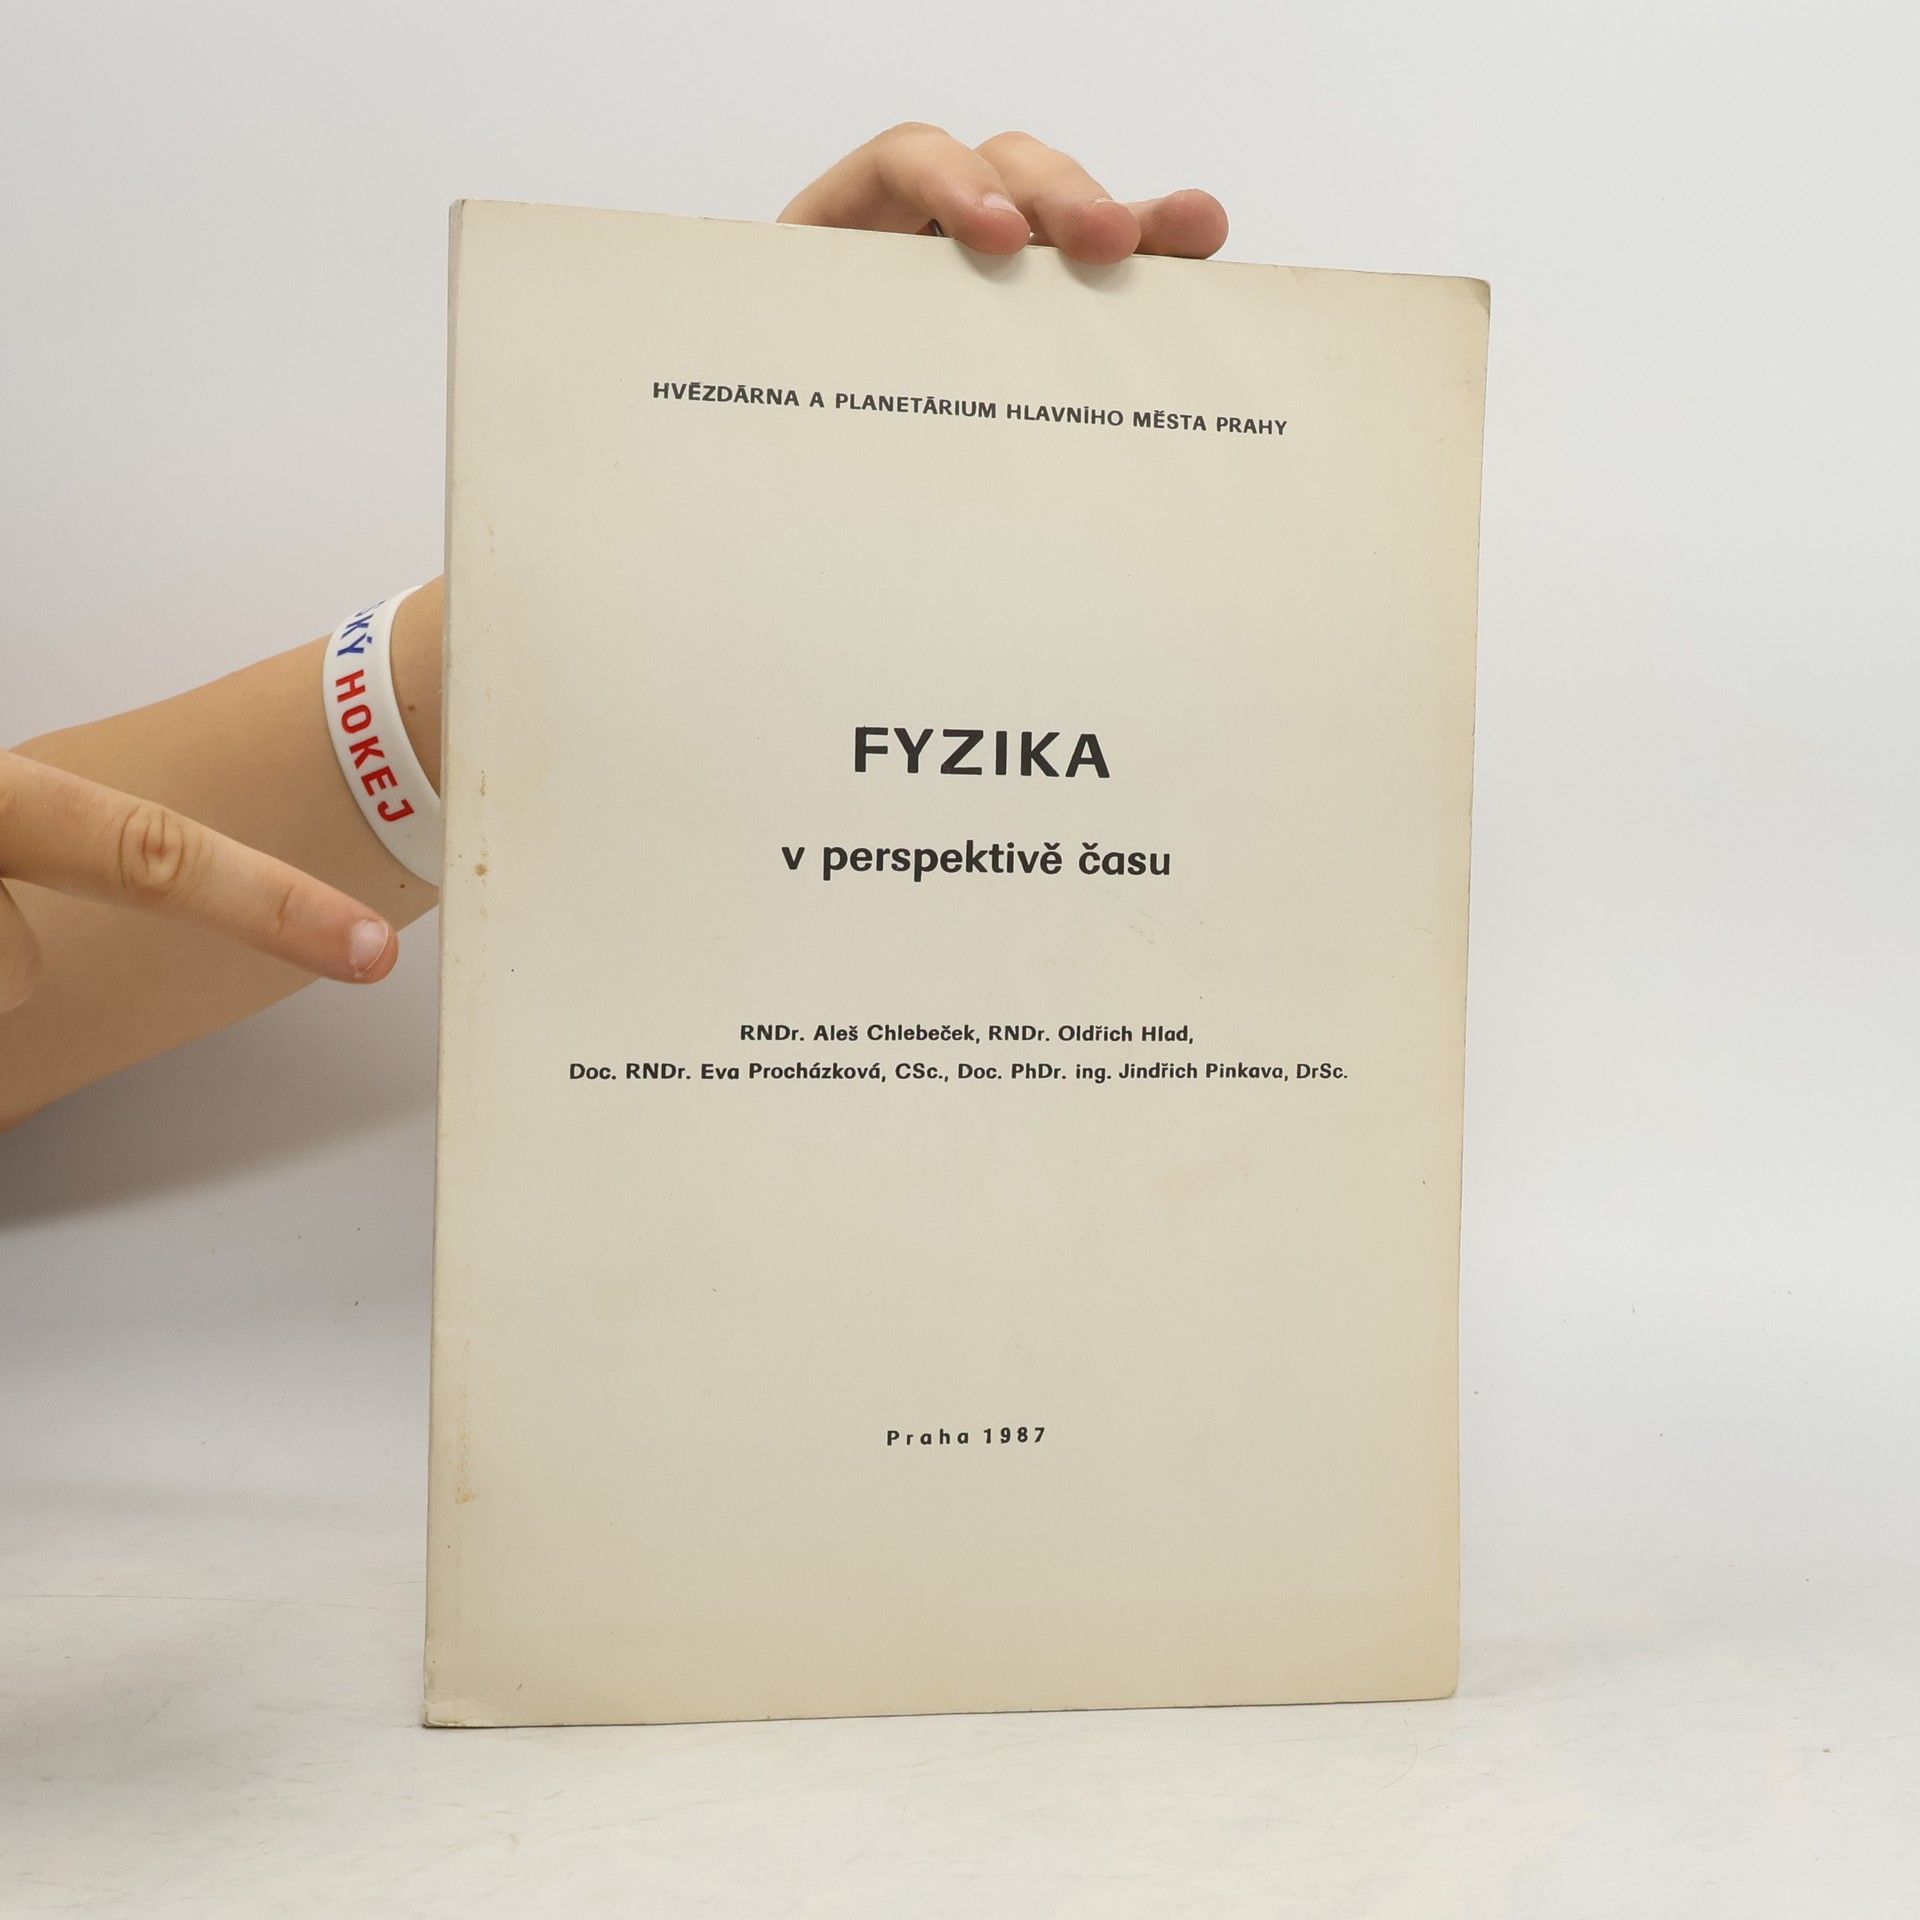 HVĚZDÁRNA A PLANETÁRIUM HLAVNÍHO MĚSTA PRAHY
FYZIKA
v perspektivě času
RNDr. Aleš Chlebeček, RNDr. Oldřich Hlad,
Doc. RNDr. Eva Procházková, CSc., Doc. PhDr. ing. Jindřich Pinkava, DrSc.
Praha 1987
HOKEJ